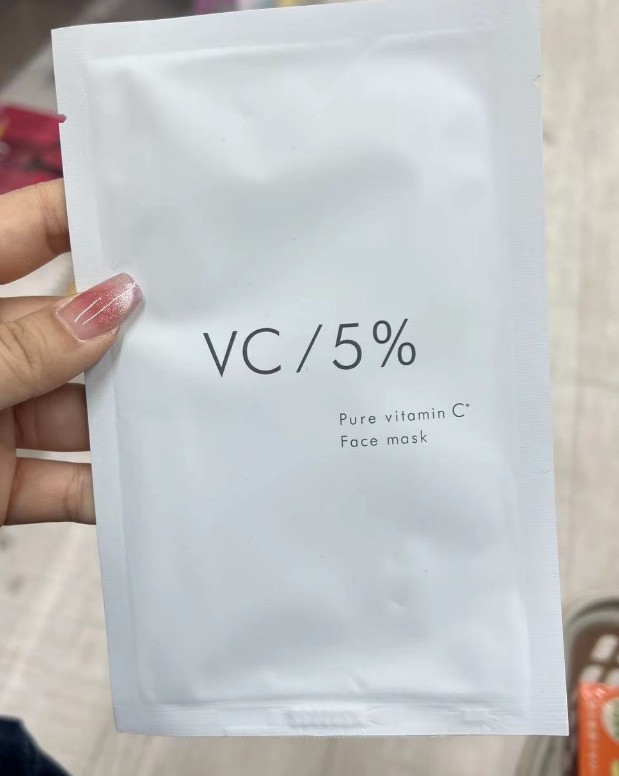 VC/5%
Pure vitamin C*
Face mask